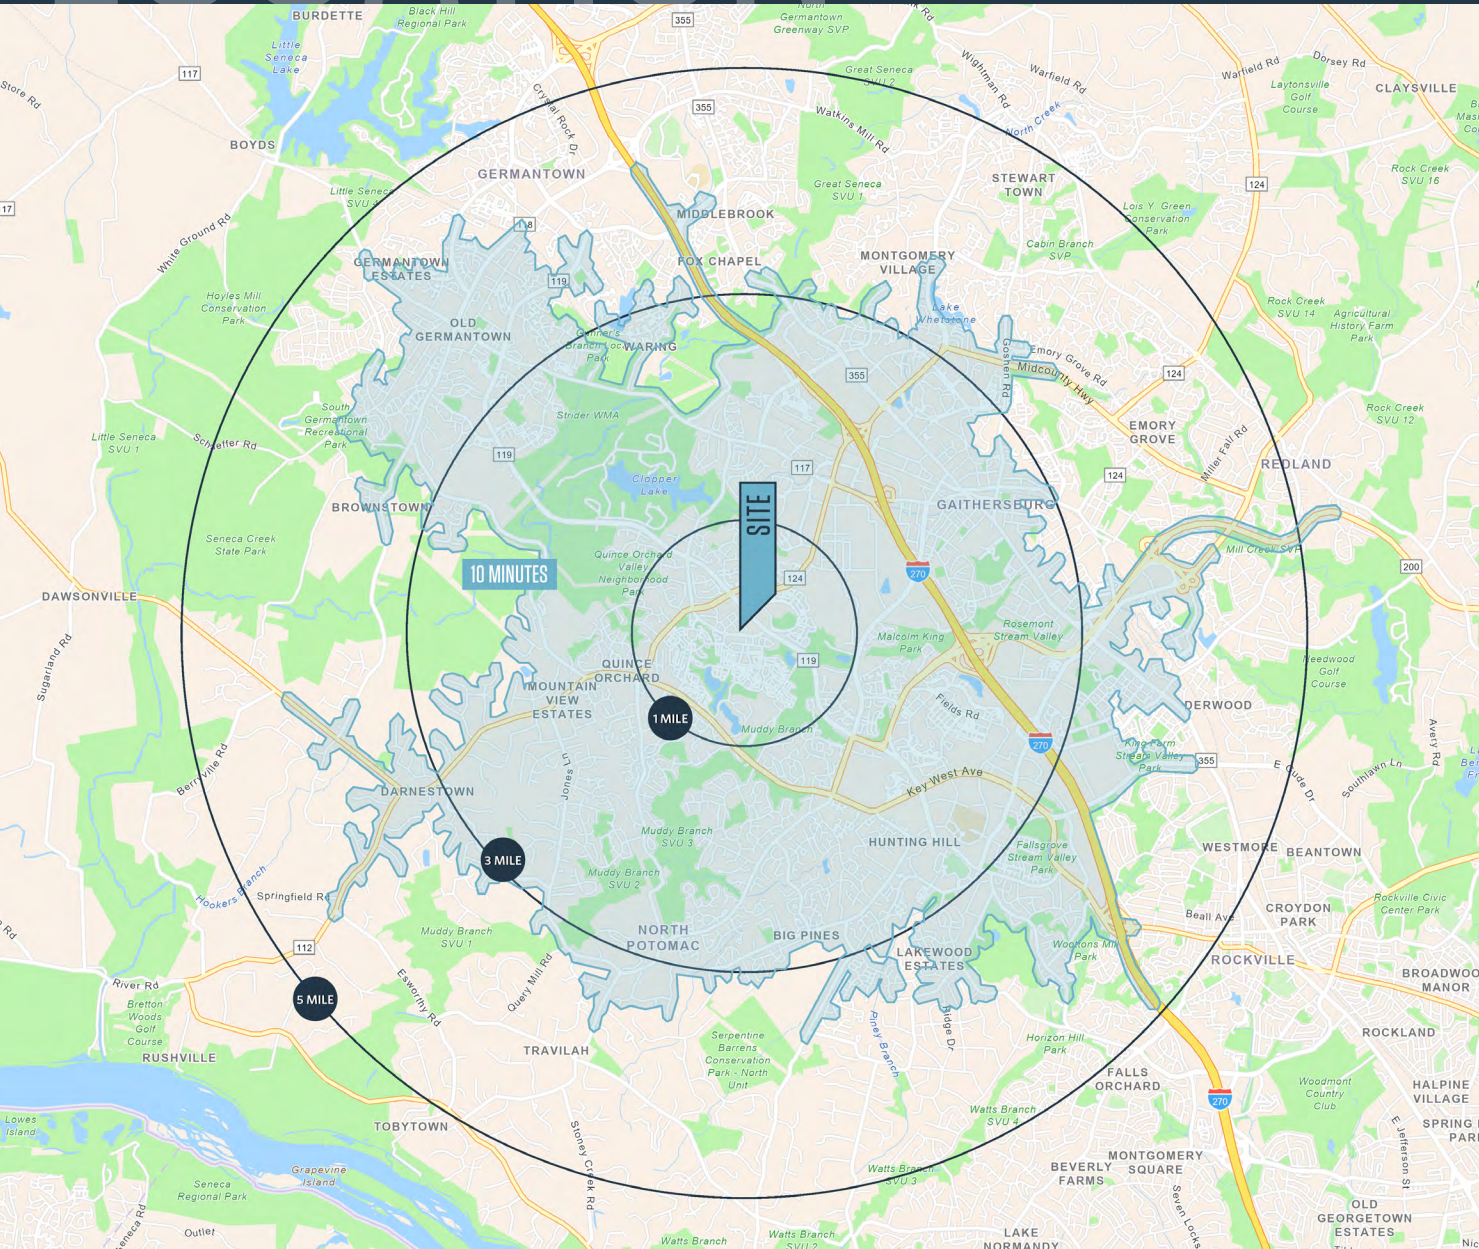 BURDETTE
Black Hill
Regional Park
355
North
Germantown
Greenway SVP
Rd
Little
Seneca
Lake
117
Store Rd
Great Seneca
SVU 2
Wightman Rd
Warfield Rd
Warfield Rd
Dorsey Rd
Laytonsville
Golf
Course
CLAYSVILLE
Crystal Rock Dr
355
Watkins Mill Rd
North Creek
BOYDS
GERMANTOWN
Little Seneca
SVU
Great Seneca
SVU 1
STEWART
TOWN
124
Rock Creek
SVU 16
17
White Ground Rd
MIDDLEBROOK
Lois Y. Green
Conservation
Park
GERMANTOWN
ESTATES
119
FOX CHAPEL
MONTGOMERY
VILLAGE
Cabin Branch
SVP
Hoyles Mill
Conservation
Park
OLD
GERMANTOWN
Gunner's
Branch Local
Park
WARING
Lake
Whetstone
Rock Creek
SVU 14
Agricultural
History Farm
Park
355
Goshen Rd
Emory Grove Rd
Midcounty Hwy
124
South
Germantown
Recreational
Park
Strider WMA
Rock Creek
SVU 12
Little Seneca
SVU 1
Schaeffer Rd
119
117
EMORY
GROVE
Miller Fall Rd
REDLAND
124
BROWNSTOWN
Clopper
Lake
SITE
GAITHERSBURG
Seneca Creek
State Park
Quince Orchard
Valley
Neighborhood
Park
10 MINUTES
124
270
Mill Creek SVP
200
DAWSONVILLE
Sugarland Rd
QUINCE
ORCHARD
119
Malcolm King
Park
Rosemont
Stream Valley
Needwood
Golf
Course
MOUNTAIN
VIEW
ESTATES
1 MILE
Muddy Branch
Fields Rd
DERWOOD
Avery Rd
270
King Farm
Stream Valley
Park
355
E Gude Dr
Southlawn Ln
Berryville Rd
DARNESTOWN
Jones Ln
Key West Ave
3 MILE
Muddy Branch
SVU 3
HUNTING HILL
Fallsgrove
Stream Valley
Park
WESTMORE
BEANTOWN
Hookers Branch
Springfield Rd
Muddy Branch
SVU 2
Beall Ave
CROYDON
PARK
Rockville Civic
Center Park
Muddy Branch
SVU 1
NORTH
POTOMAC
BIG PINES
LAKEWOOD
ESTATES
Woottons Mill
Park
ROCKVILLE
112
River Rd
5 MILE
Esworthy Rd
Query Mill Rd
BROADWOOD
MANOR
Bretton
Woods
Golf
Course
RUSHVILLE
TRAVILAH
Serpentine
Barrens
Conservation
Park - North
Unit
Piney Branch
Ridge Dr
Horizon Hill
Park
ROCKLAND
FALLS
ORCHARD
270
Woodmont
Country
Club
HALPINE
VILLAGE
Lowes
Island
TOBYTOWN
Stoney Creek Rd
Watts Branch
SVU 4
E Jefferson St
Grapevine
Island
Seneca
Regional Park
Watts Branch
SVU 3
BEVERLY
FARMS
MONTGOMERY
SQUARE
Seven Locks
OLD
GEORGETOWN
ESTATES
Seneca Rd
Outlet
Watts Branch
Watts Branch
SVU 2
LAKE
NORMANDY